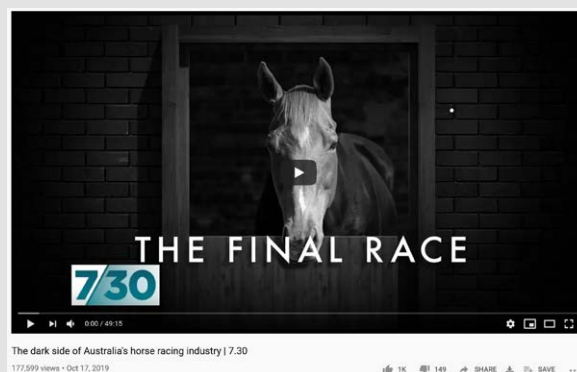 THE FINAL RACE
7/30
0:00 / 49:15
The dark side of Australia's horse racing industry | 7.30
177,599 views • Oct 17, 2019
1K 149 SHARE SAVE